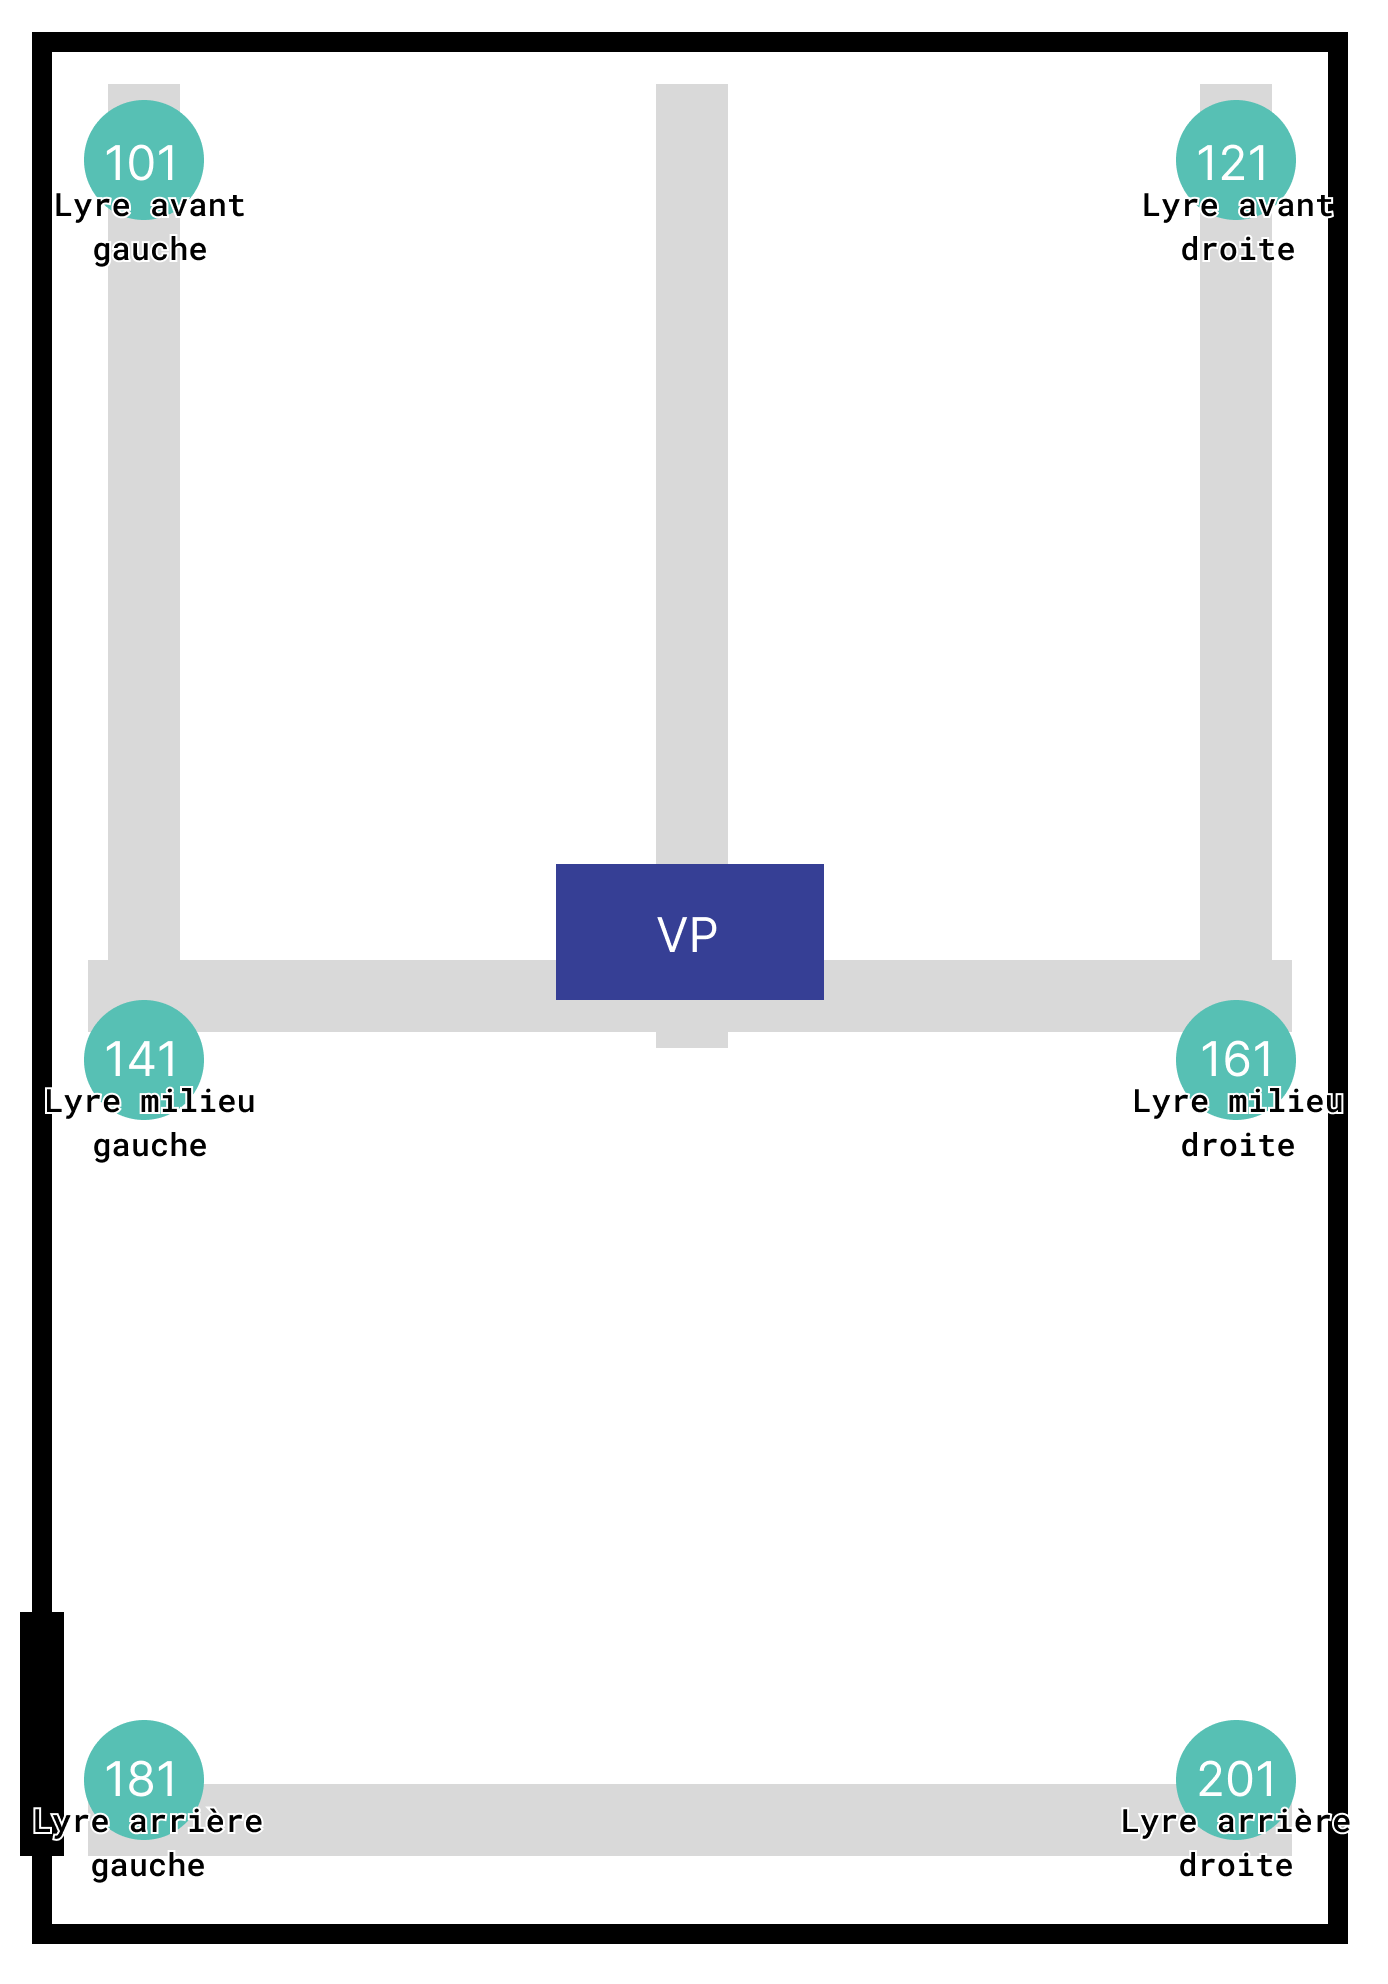 101
Lyre avant
gauche
121
Lyre avant
droite
VP
141
Lyre milieu
gauche
161
Lyre milieu
droite
181
Lyre arrière
gauche
201
Lyre arrière
droite